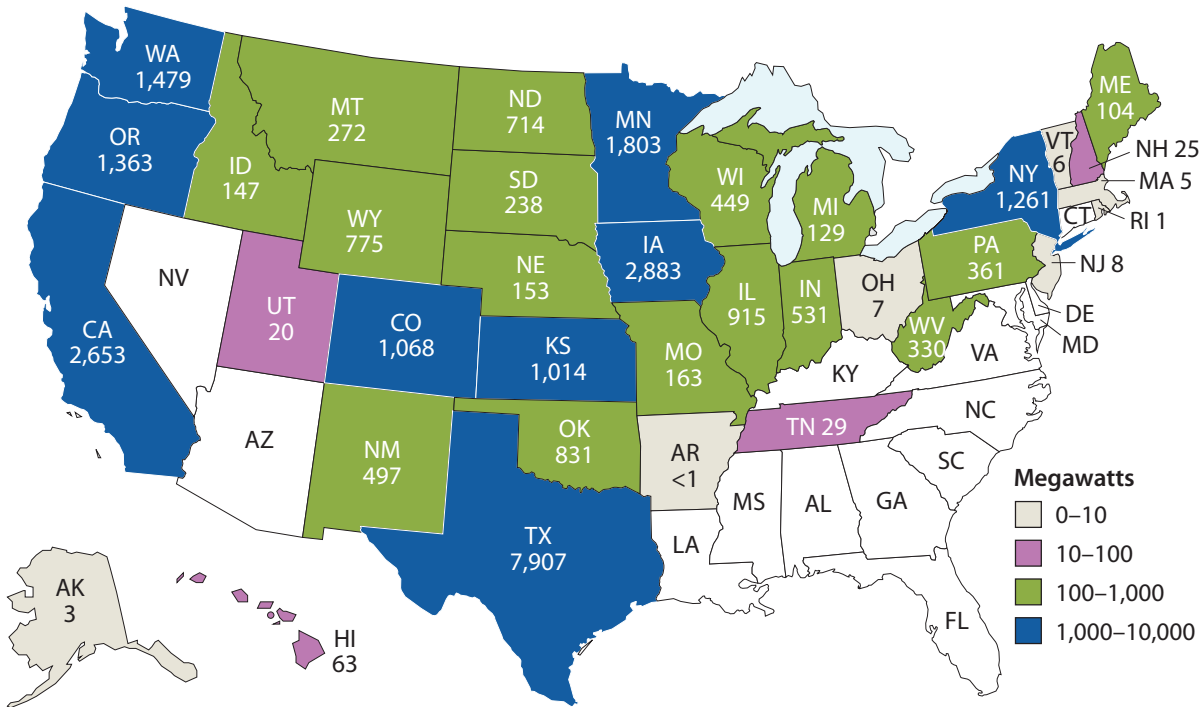 WA
1,479
OR
1,363
CA
2,653
NV
ID
147
MT
272
WY
775
UT
20
AZ
CO
1,068
NM
497
ND
714
SD
238
NE
153
KS
1,014
OK
831
TX
7,907
MN
1,803
IA
2,883
MO
163
AR
<1
LA
WI
449
IL
915
MI
129
IN
531
OH
7
KY
TN 29
MS
AL
GA
FL
SC
NC
VA
WV
330
PA
361
NY
1,261
VT
6
ME
104
NH 25
MA 5
RI 1
CT
NJ 8
DE
MD
AK
3
HI
63
Megawatts
0–10
10–100
100–1,000
1,000–10,000